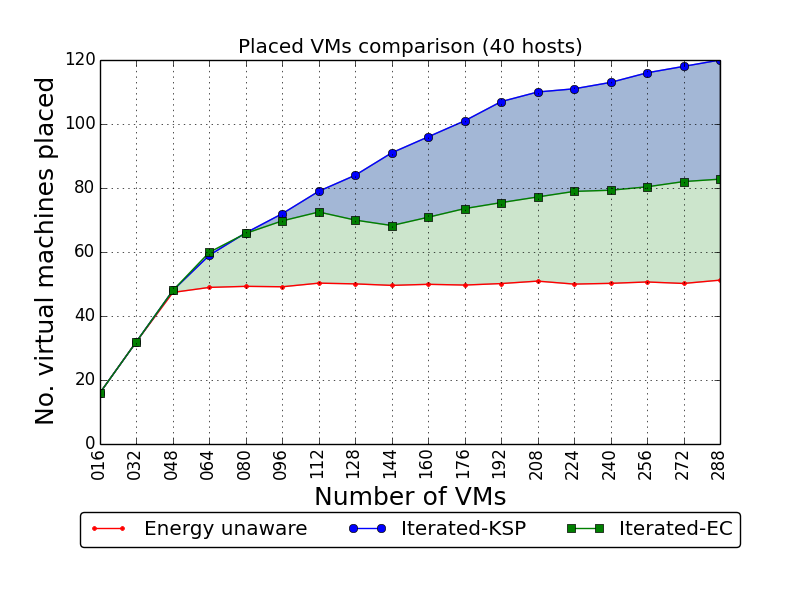 Placed VMs comparison (40 hosts)
No. virtual machines placed
120
100
80
60
40
20
0
016 032 048 064 080 096 112 128 144 160 176 192 208 224 240 256 272 288
Number of VMs
Energy unaware Iterated-KSP Iterated-EC